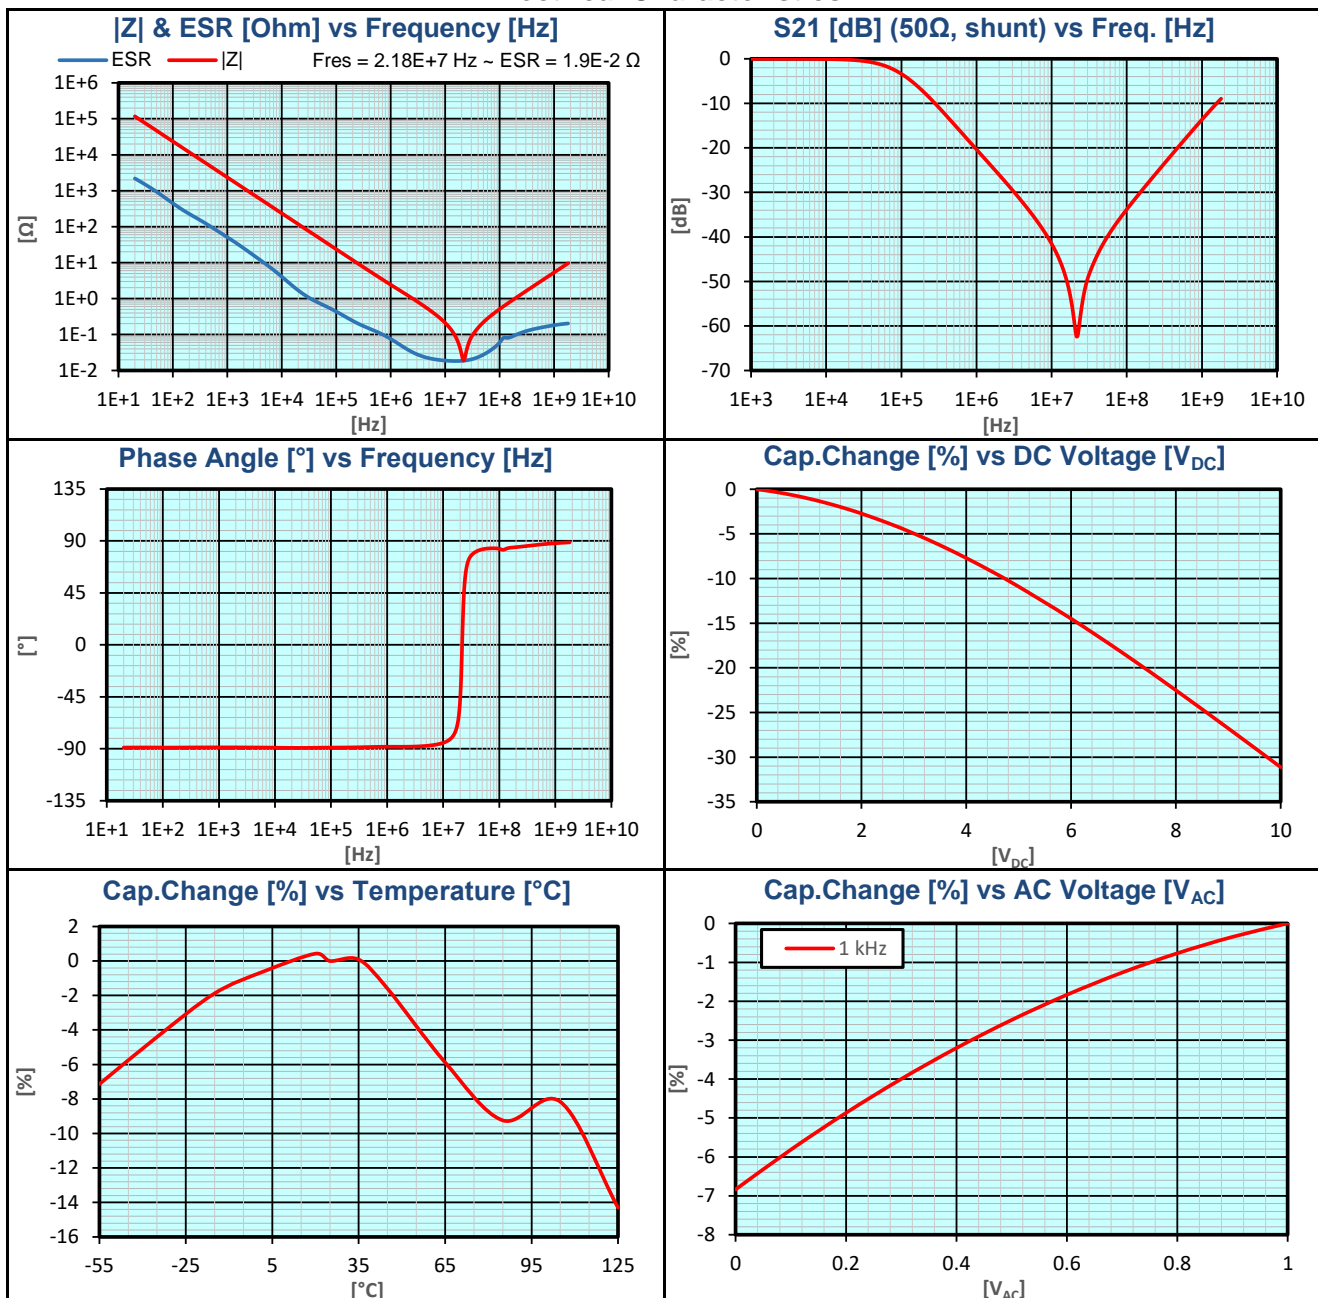 |Z| & ESR [Ohm] vs Frequency [Hz]
ESR |Z| Fres = 2.18E+7 Hz ~ ESR = 1.9E-2 Ω
1E+6
1E+5
1E+4
1E+3
1E+2
1E+1
1E+0
1E-1
1E-2
[Ω]
1E+1 1E+2 1E+3 1E+4 1E+5 1E+6 1E+7 1E+8 1E+9 1E+10
[Hz]
S21 [dB] (50Ω, shunt) vs Freq. [Hz]
0
-10
-20
-30
-40
-50
-60
-70
[dB]
1E+3 1E+4 1E+5 1E+6 1E+7 1E+8 1E+9 1E+10
[Hz]
Phase Angle [°] vs Frequency [Hz]
135
90
45
0
-45
-90
-135
[°]
1E+1 1E+2 1E+3 1E+4 1E+5 1E+6 1E+7 1E+8 1E+9 1E+10
[Hz]
Cap.Change [%] vs DC Voltage [VDC]
0
-5
-10
-15
-20
-25
-30
-35
[%]
0 2 4 6 8 10
[VDC]
Cap.Change [%] vs Temperature [°C]
2
0
-2
-4
-6
-8
-10
-12
-14
-16
[%]
-55 -25 5 35 65 95 125
[°C]
Cap.Change [%] vs AC Voltage [VAC]
1 kHz
0
-1
-2
-3
-4
-5
-6
-7
-8
[%]
0 0.2 0.4 0.6 0.8 1
[VAC]